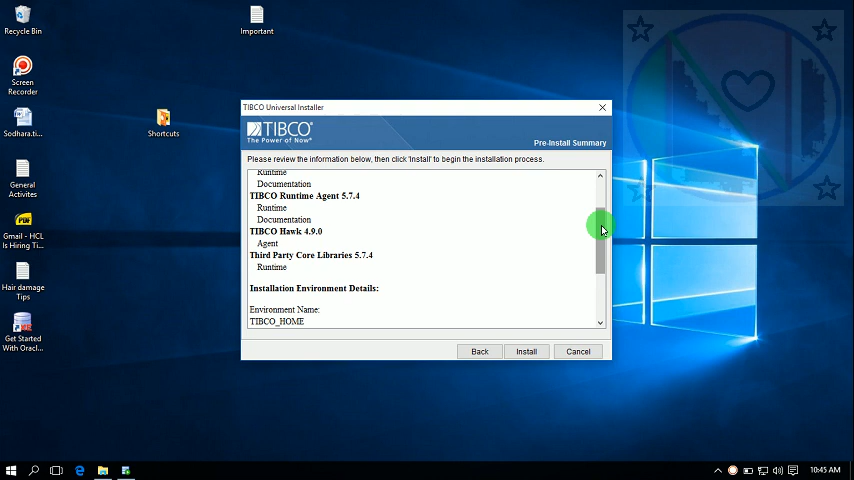 Recycle Bin
Important
Screen
Recorder
Sodhara.ti...
Shortcuts
General
Activites
Gmail - HCL
Is Hiring Ti...
Hair damage
Tips
Get Started
With Oracl...
TIBCO Universal Installer
TIBCO
The Power of Now®
Pre-Install Summary
Please review the information below, then click 'Install' to begin the installation process.
Runtime
Documentation
TIBCO Runtime Agent 5.7.4
Runtime
Documentation
TIBCO Hawk 4.9.0
Agent
Third Party Core Libraries 5.7.4
Runtime
Installation Environment Details:
Environment Name:
TIBCO_HOME
Back
Install
Cancel
10:45 AM